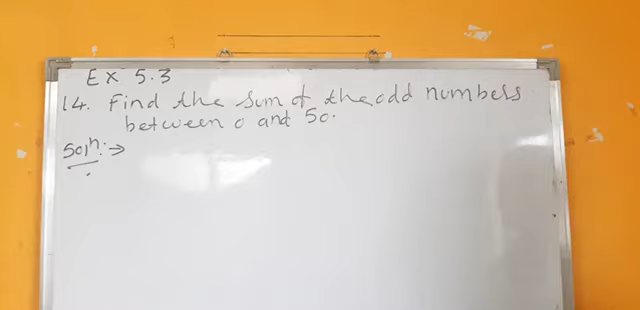 Ex 5.3
14. Find the sum of the odd numbers
between 0 and 50.
Solⁿ:→